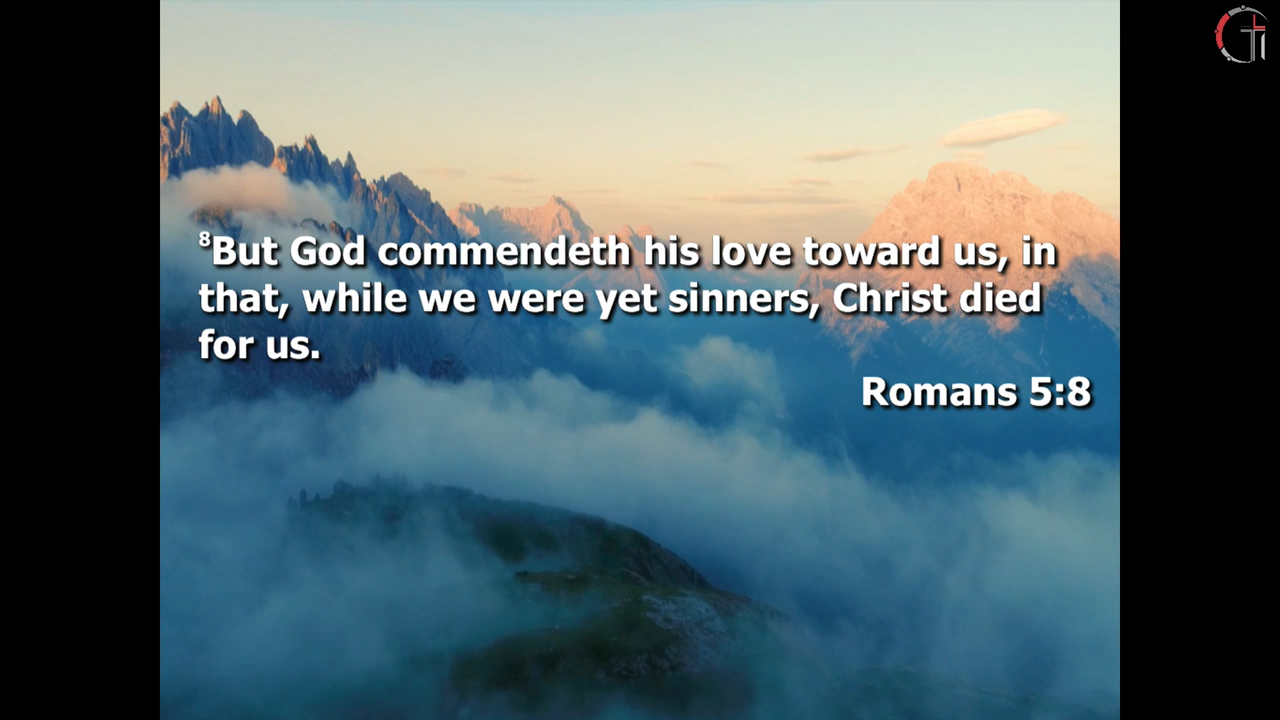 ⁸But God commendeth his love toward us, in
that, while we were yet sinners, Christ died
for us.
Romans 5:8